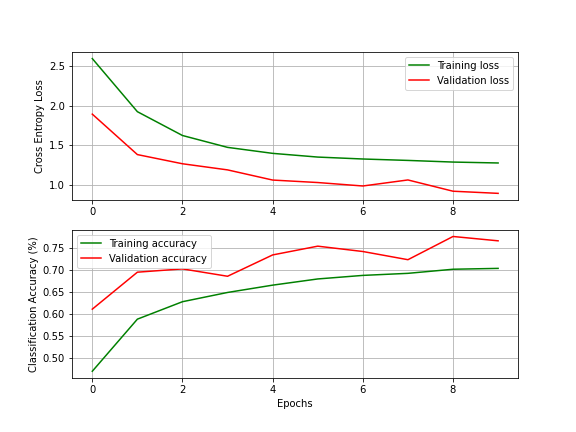 2.5
2.0
1.5
1.0
Cross Entropy Loss
Training loss
Validation loss
0 2 4 6 8
0.75
0.70
0.65
0.60
0.55
0.50
Classification Accuracy (%)
Training accuracy
Validation accuracy
0 2 4 6 8
Epochs